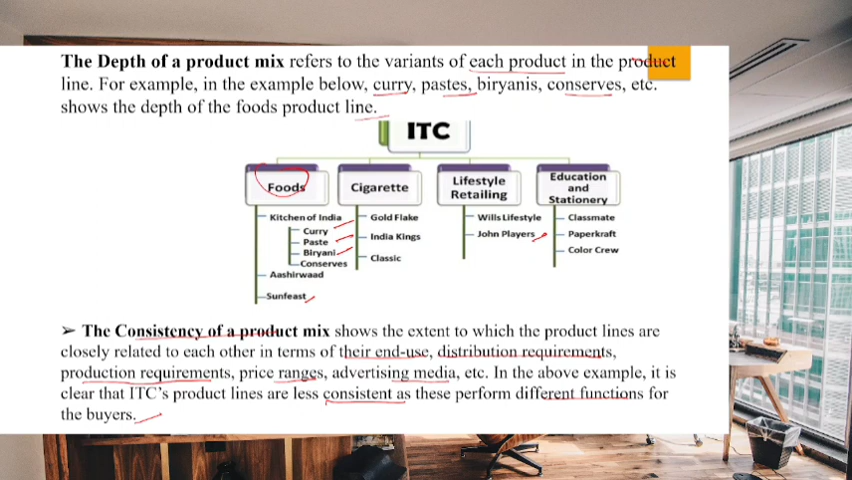 The Depth of a product mix refers to the variants of each product in the product
line. For example, in the example below, curry, pastes, biryanis, conserves, etc.
shows the depth of the foods product line.
ITC
Foods
Kitchen of India
Curry
Paste
Biryani
Conserves
Aashirwaad
Sunfeast
Cigarette
Gold Flake
India Kings
Classic
Lifestyle
Retailing
Wills Lifestyle
John Players
Education
and
Stationery
Classmate
Paperkraft
Color Crew
➢ The Consistency of a product mix shows the extent to which the product lines are
closely related to each other in terms of their end-use, distribution requirements,
production requirements, price ranges, advertising media, etc. In the above example, it is
clear that ITC's product lines are less consistent as these perform different functions for
the buyers.